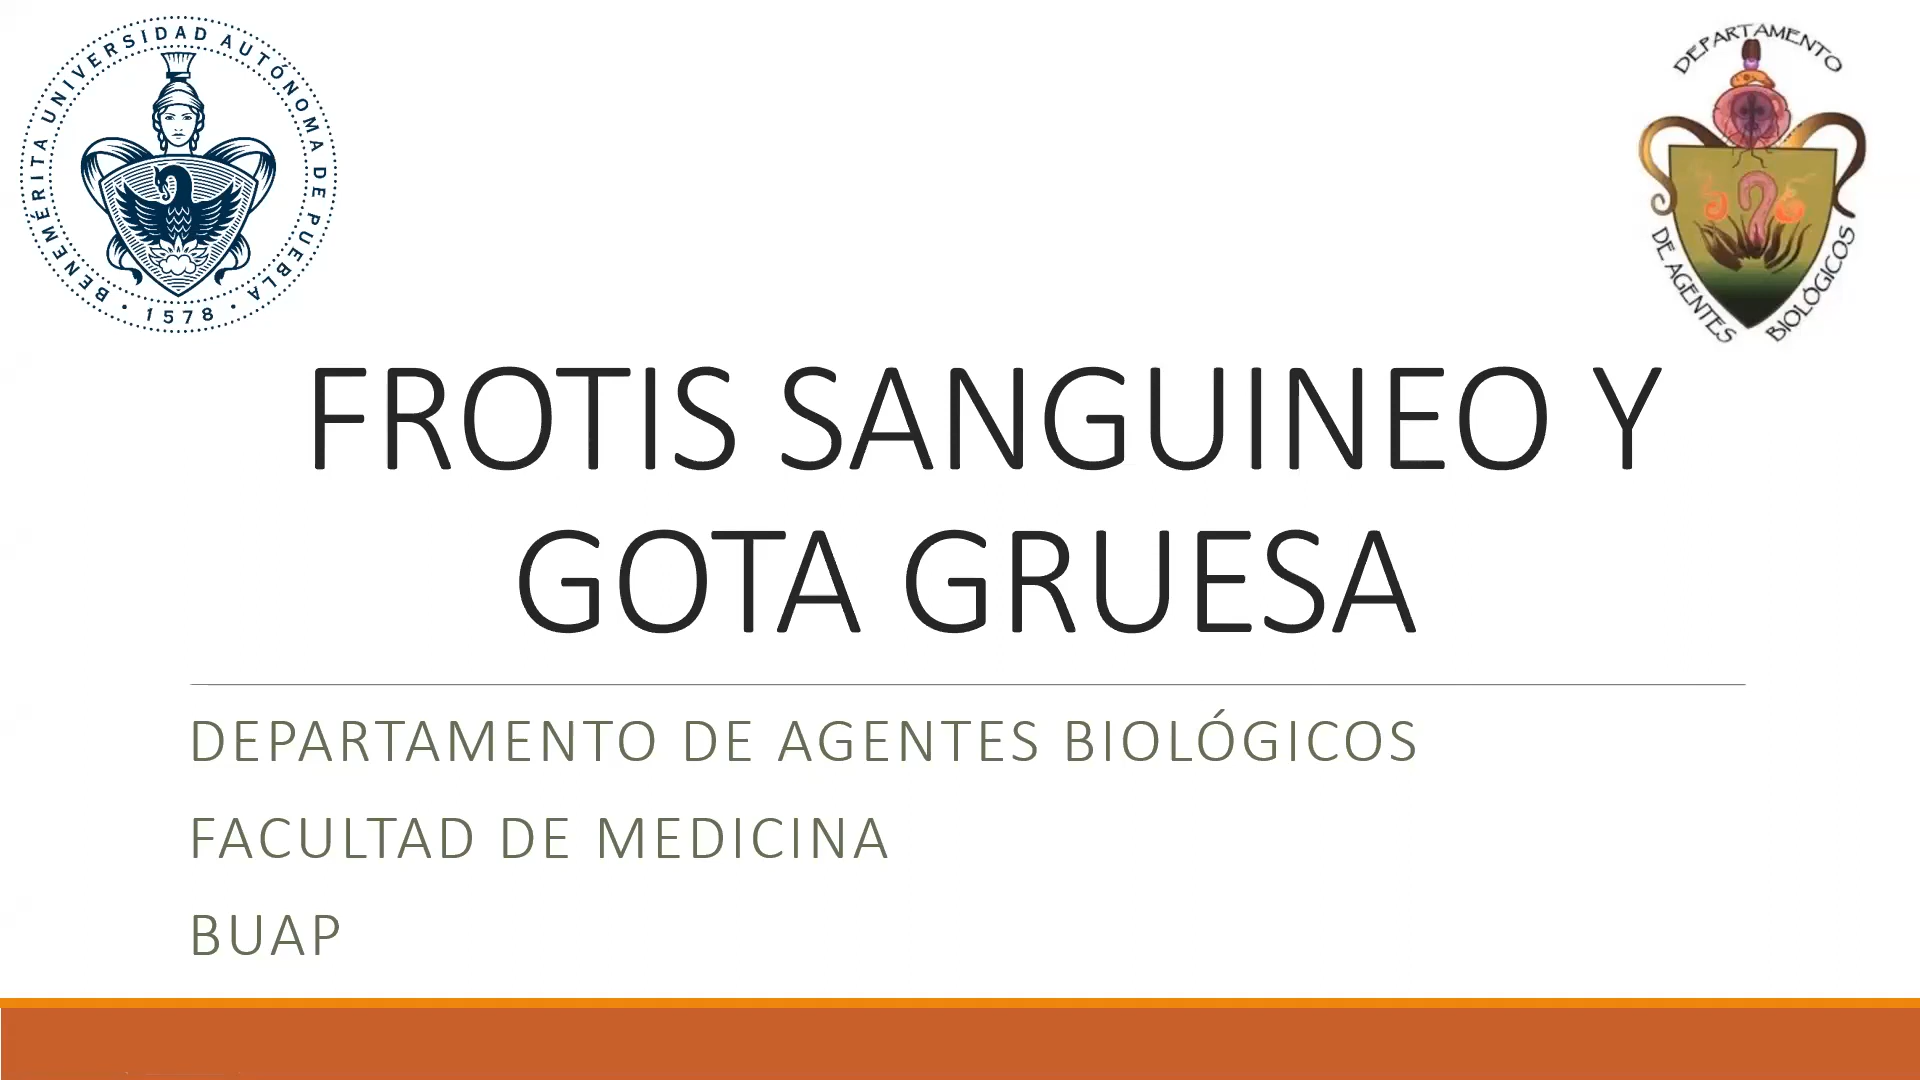 BENEMÉRITA UNIVERSIDAD AUTÓNOMA DE PUEBLA
· 1578 ·
DEPARTAMENTO
DE AGENTES BIOLÓGICOS
FROTIS SANGUINEO Y
GOTA GRUESA
DEPARTAMENTO DE AGENTES BIOLÓGICOS
FACULTAD DE MEDICINA
BUAP